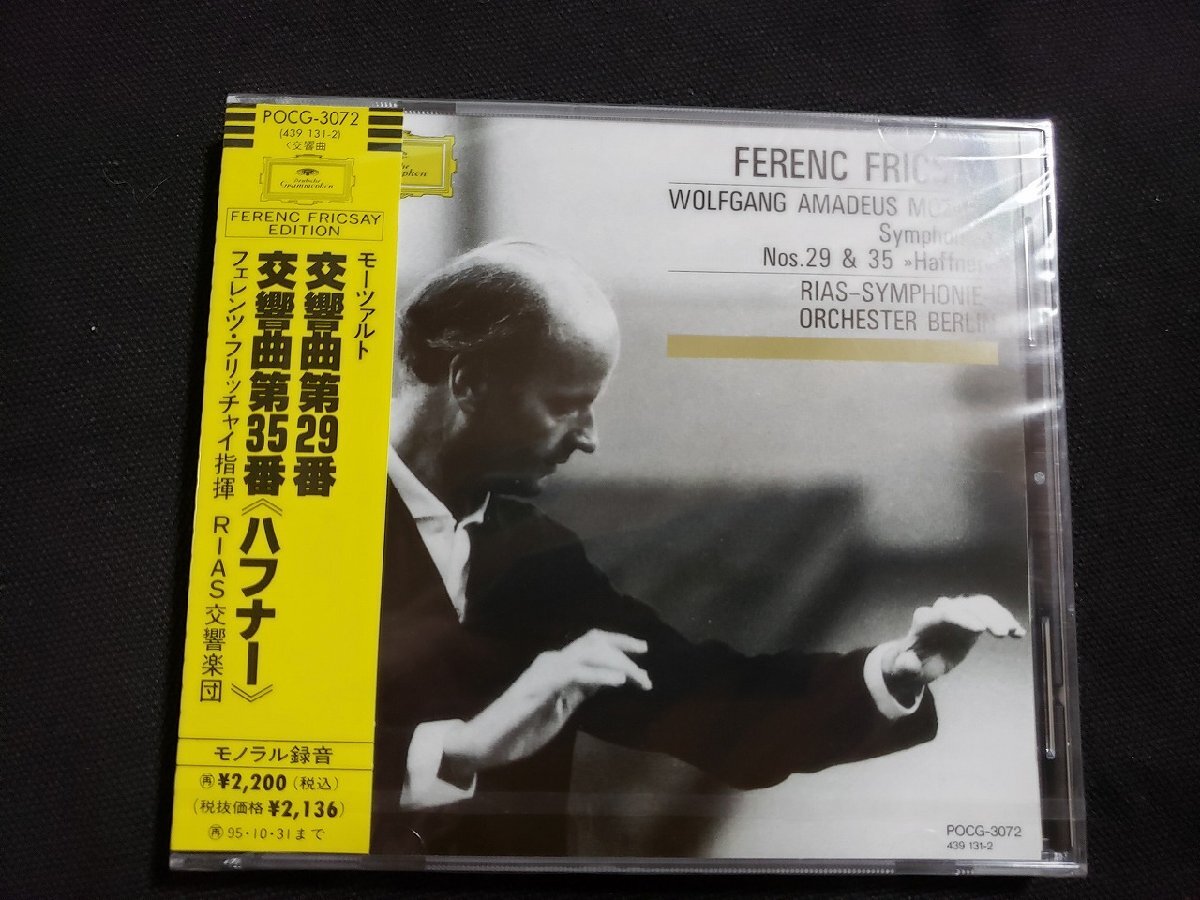 POCG-3072
(439 131-2)
交響曲
Deutsche
Grammophon
FERENC FRICSAY
EDITION
モーツァルト
交響曲第29番
交響曲第35番《ハフナー》
フェレンツ・フリッチャイ指揮 RIAS交響楽団
モノラル録音
再 ¥2,200(税込)
(税抜価格 ¥2,136)
再 95・10・31まで
FERENC
WOLFGANG AMADEUS
Nos.29 & 35 »Haffner«
RIAS-SYMPHONIE-
ORCHESTER BERLIN
POCG-3072
439 131-2